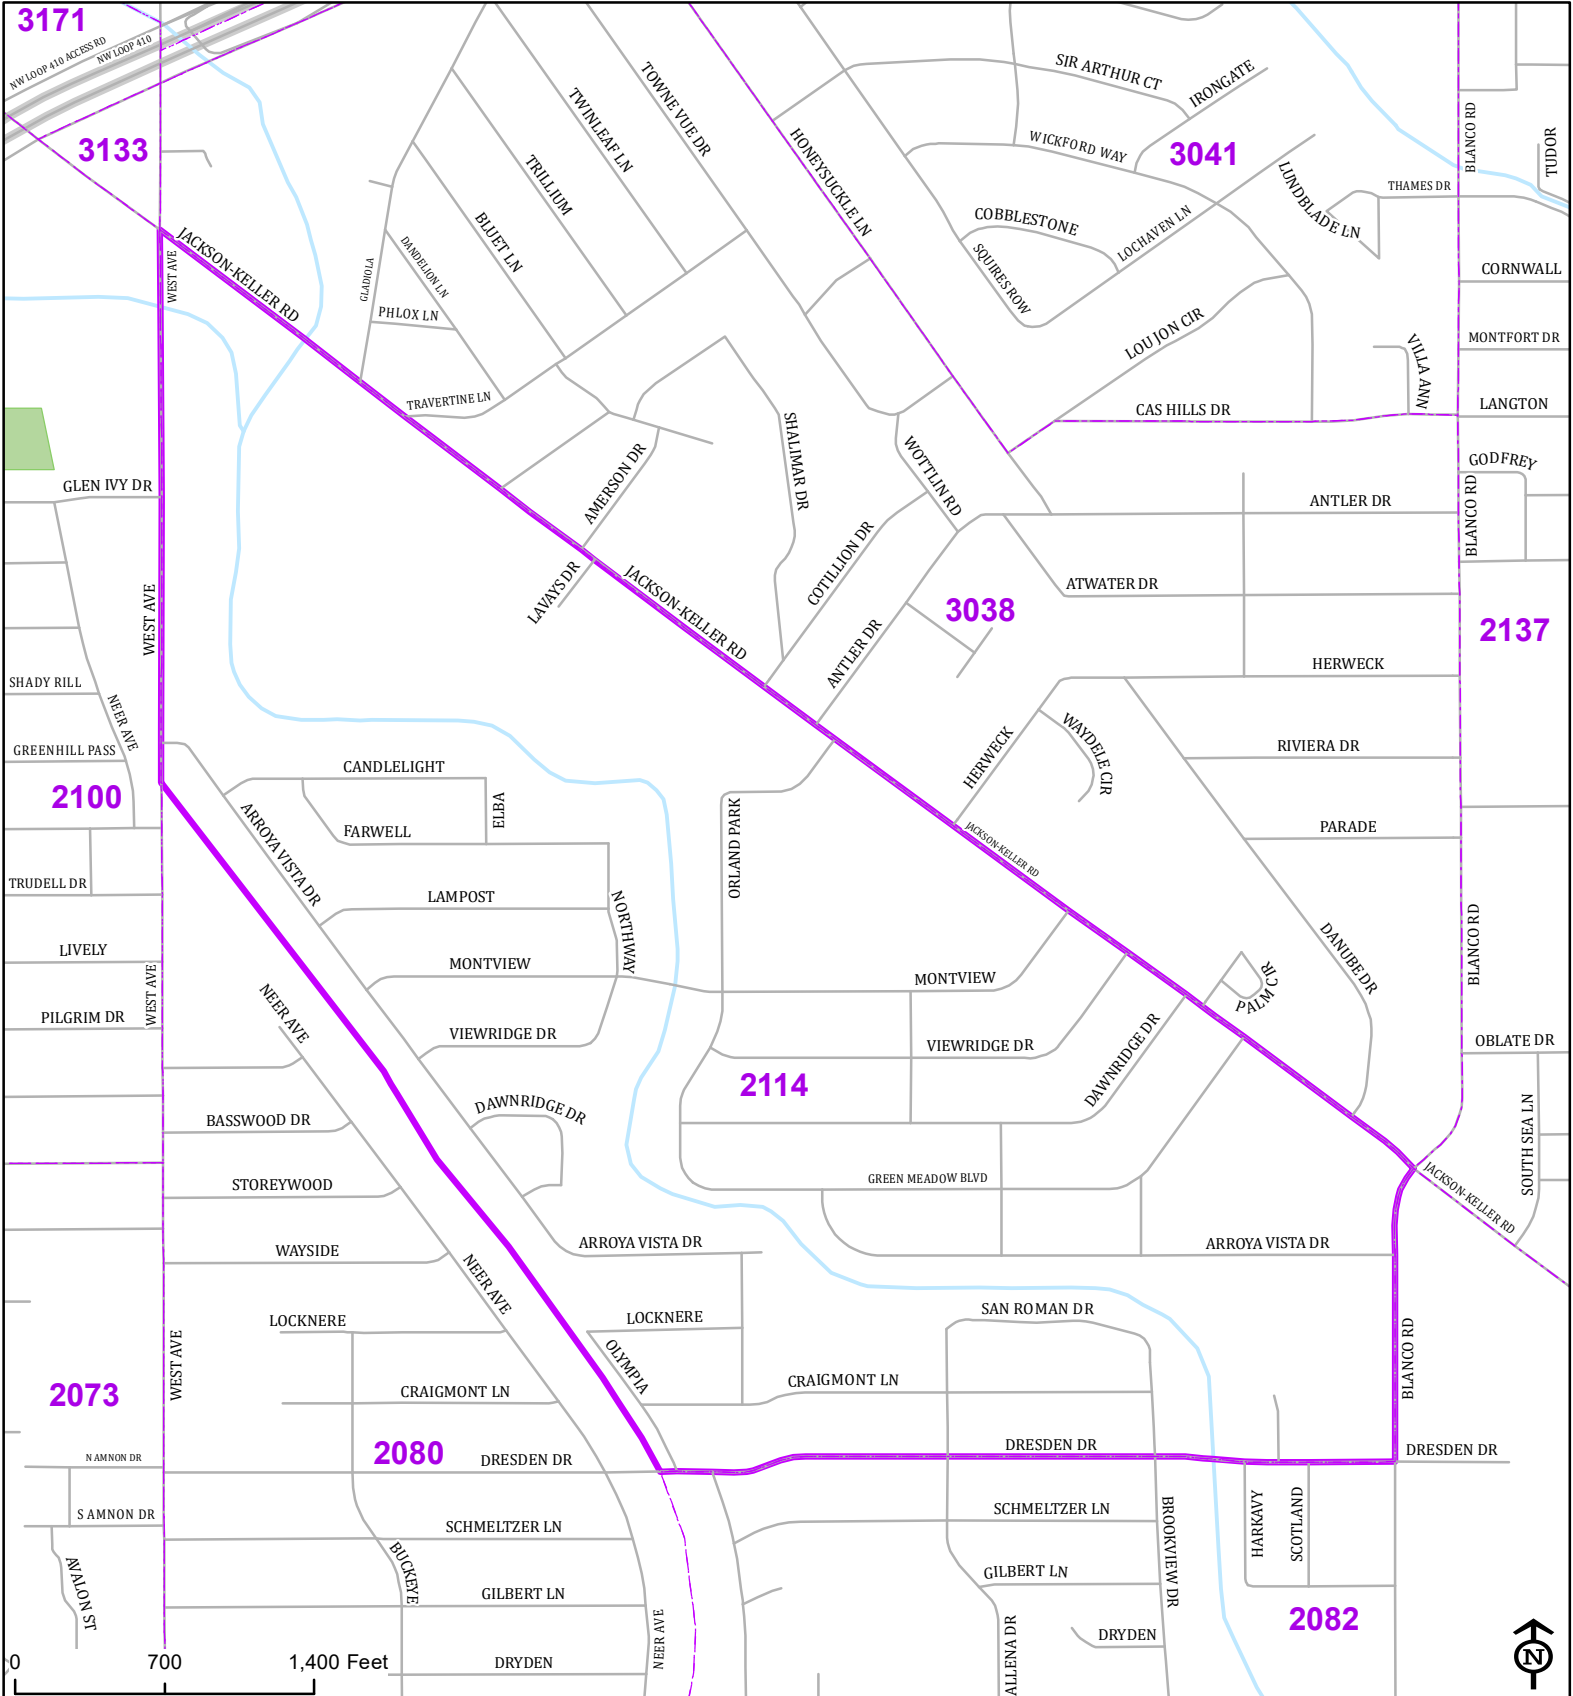 3171
NW LOOP 410 ACCESS RD
NW LOOP 410
3133
SIR ARTHUR CT
IRONGATE
TOWNE VUE DR
TWINLEAF LN
TRILLIUM
BLUET LN
HONEYSUCKLE LN
WICKFORD WAY
3041
BLANCO RD
TUDOR
LUNDBLADE LN
THAMES DR
COBBLESTONE
LOCHAVEN LN
SQUIRES ROW
CORNWALL
JACKSON-KELLER RD
WEST AVE
GLADIOLA
DANDELION LN
PHLOX LN
LOU JON CIR
VILLA ANN
MONTFORT DR
TRAVERTINE LN
CAS HILLS DR
LANGTON
SHALIMAR DR
WOTTLIN RD
GODFREY
GLEN IVY DR
AMERSON DR
ANTLER DR
BLANCO RD
COTILLION DR
LAVAYS DR
JACKSON-KELLER RD
ATWATER DR
3038
2137
WEST AVE
ANTLER DR
HERWECK
SHADY RILL
NEER AVE
GREENHILL PASS
WAYDELE CIR
HERWECK
RIVIERA DR
CANDLELIGHT
2100
ELBA
ARROYA VISTA DR
FARWELL
ORLAND PARK
JACKSON-KELLER RD
PARADE
TRUDELL DR
LAMPOST
NORTHWAY
LIVELY
MONTVIEW
MONTVIEW
DANUBE DR
BLANCO RD
WEST AVE
PALM CIR
PILGRIM DR
NEER AVE
VIEWRIDGE DR
VIEWRIDGE DR
DAWNRIDGE DR
OBLATE DR
2114
BASSWOOD DR
DAWNRIDGE DR
SOUTH SEA LN
STOREYWOOD
GREEN MEADOW BLVD
JACKSON-KELLER RD
WAYSIDE
ARROYA VISTA DR
ARROYA VISTA DR
NEER AVE
LOCKNERE
LOCKNERE
SAN ROMAN DR
OLYMPIA
WEST AVE
BLANCO RD
2073
CRAIGMONT LN
CRAIGMONT LN
2080
N AMNON DR
DRESDEN DR
DRESDEN DR
DRESDEN DR
S AMNON DR
SCHMELTZER LN
SCHMELTZER LN
HARKAVY
SCOTLAND
BROOKVIEW DR
AVALON ST
BUCKEYE
GILBERT LN
GILBERT LN
2082
NEER AVE
ALLENA DR
DRYDEN
DRYDEN
0 700 1,400 Feet
N